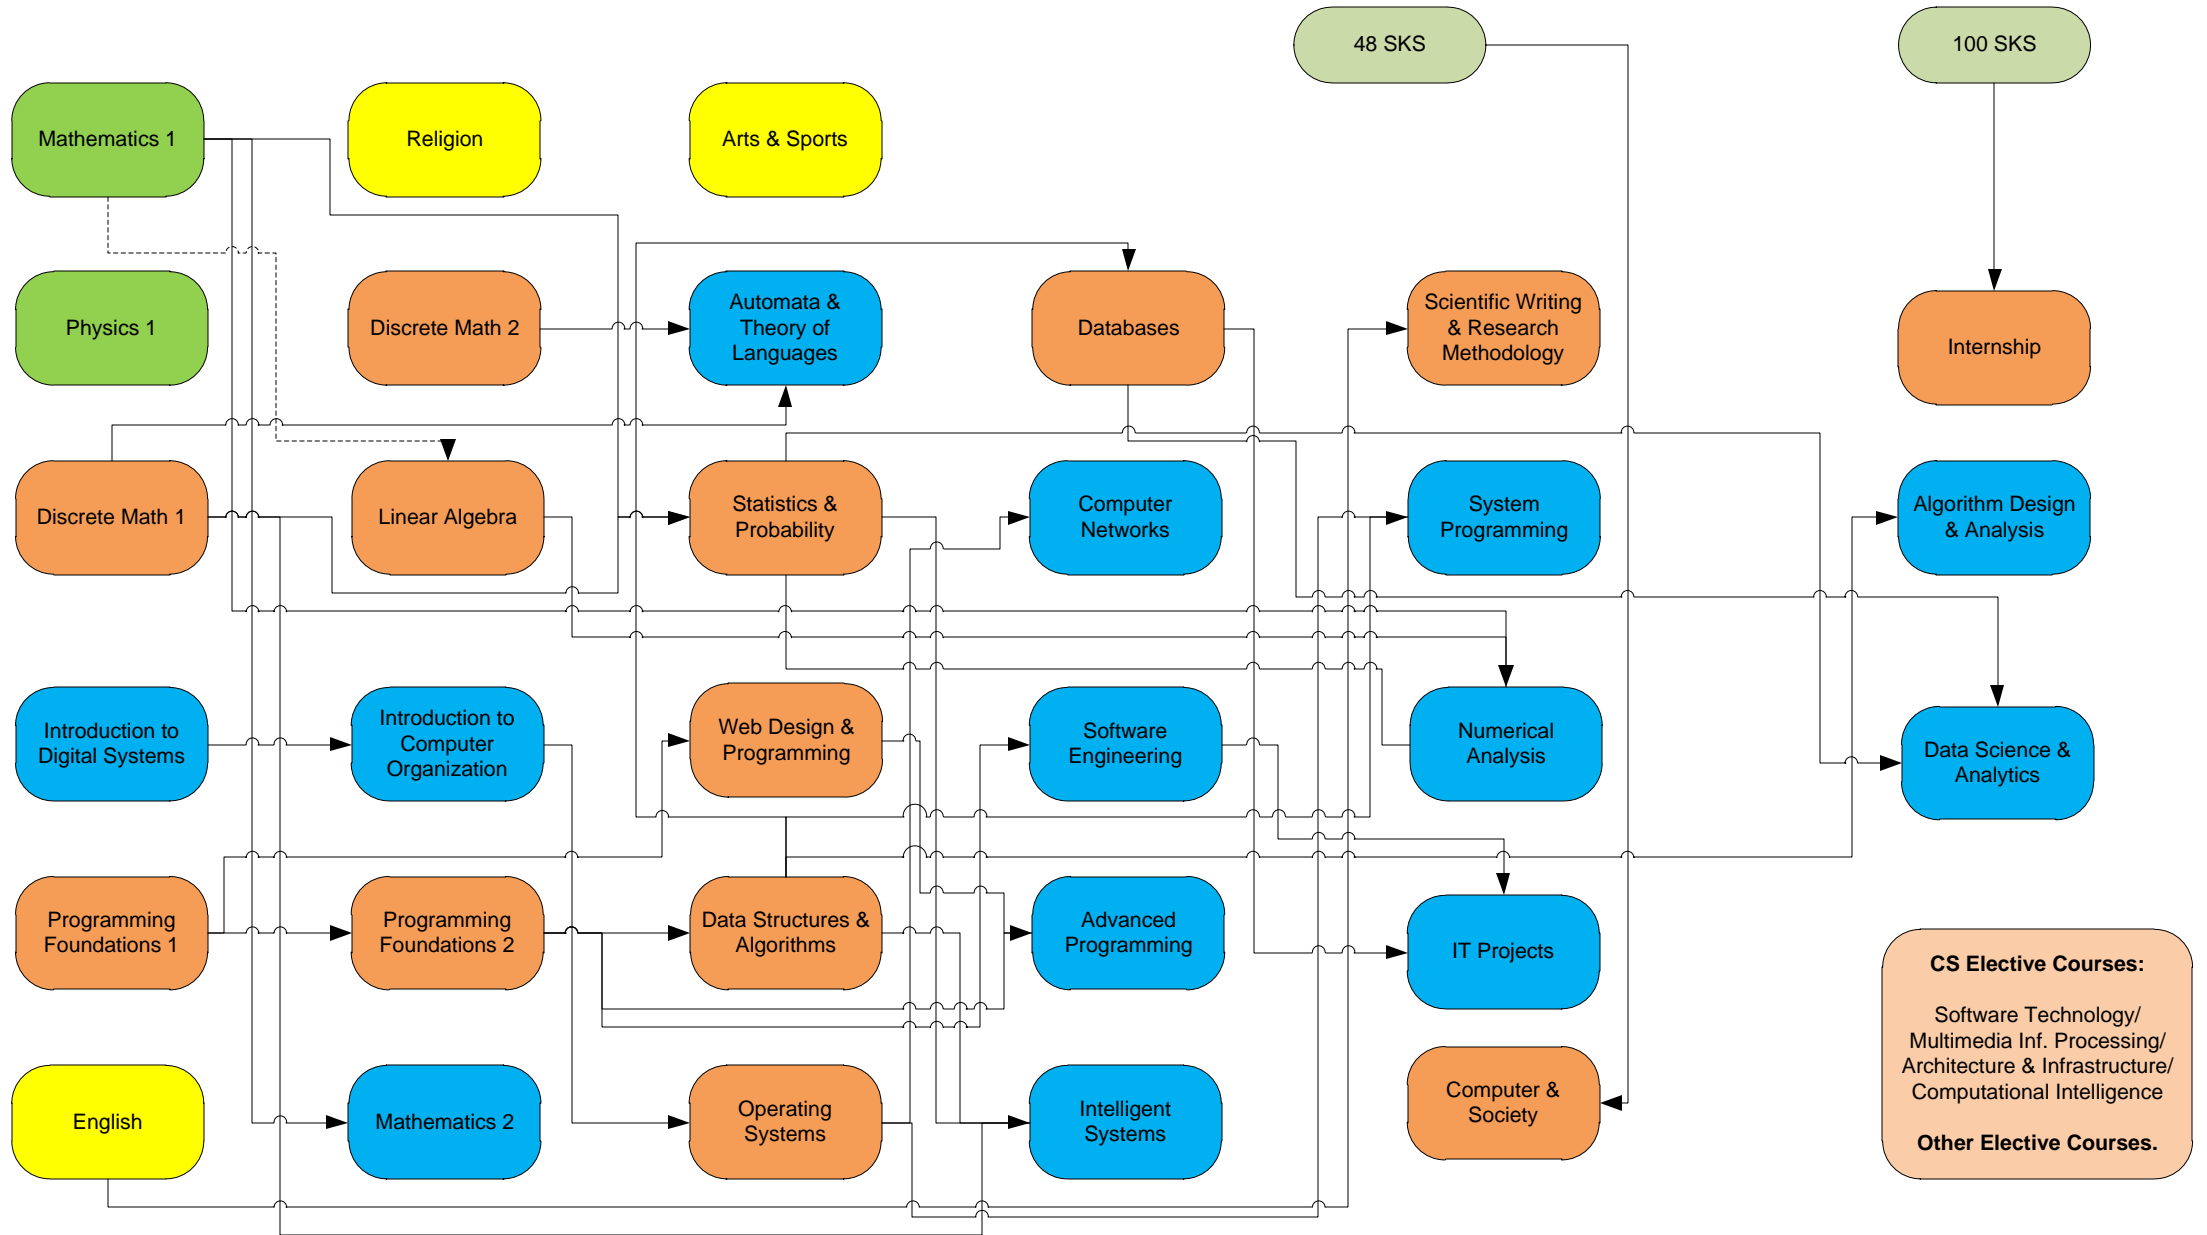 48 SKS
100 SKS
Mathematics 1
Religion
Arts & Sports
Physics 1
Discrete Math 2
Automata &
Theory of
Languages
Databases
Scientific Writing
& Research
Methodology
Internship
Discrete Math 1
Linear Algebra
Statistics &
Probability
Computer
Networks
System
Programming
Algorithm Design
& Analysis
Introduction to
Digital Systems
Introduction to
Computer
Organization
Web Design &
Programming
Software
Engineering
Numerical
Analysis
Data Science &
Analytics
Programming
Foundations 1
Programming
Foundations 2
Data Structures &
Algorithms
Advanced
Programming
IT Projects
English
Mathematics 2
Operating
Systems
Intelligent
Systems
Computer &
Society
CS Elective Courses:
Software Technology/
Multimedia Inf. Processing/
Architecture & Infrastructure/
Computational Intelligence
Other Elective Courses.